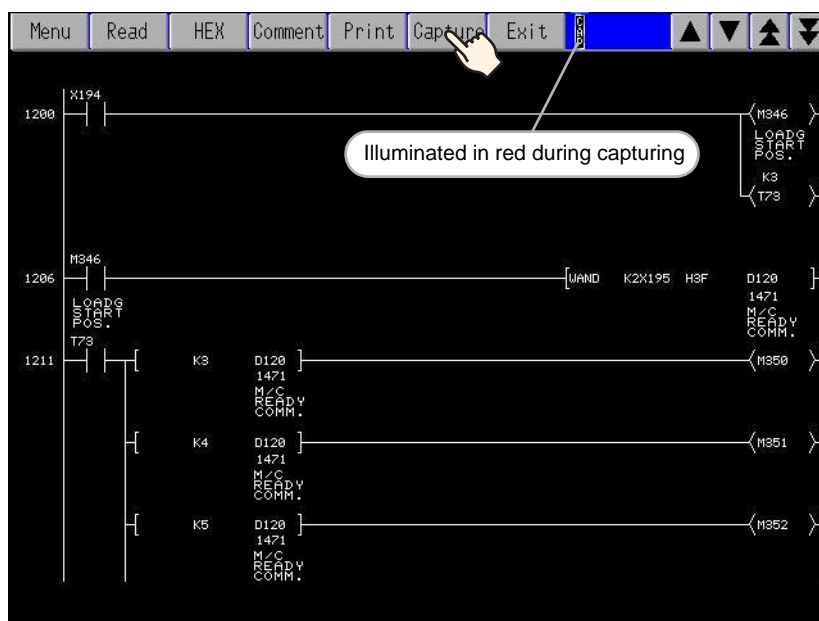 Menu Read HEX Comment Print Capture Exit CAP
X194
1200 M346
LOADG
START
POS.
Illuminated in red during capturing
K3
T73
M346
1206 WAND K2X195 H3F D120
1471
LOADG
START
POS.
M/C
READY
COMM.
T73
1211 K3 D120 M350
1471
M/C
READY
COMM.
K4 D120 M351
1471
M/C
READY
COMM.
K5 D120 M352
1471
M/C
READY
COMM.